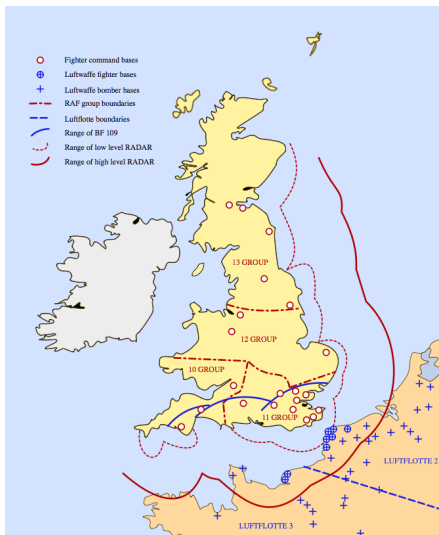 Fighter command bases
Luftwaffe fighter bases
Luftwaffe bomber bases
RAF group boundaries
Luftflotte boundaries
Range of BF 109
Range of low level RADAR
Range of high level RADAR
13 GROUP
12 GROUP
10 GROUP
11 GROUP
LUFTFLOTTE 2
LUFTFLOTTE 3